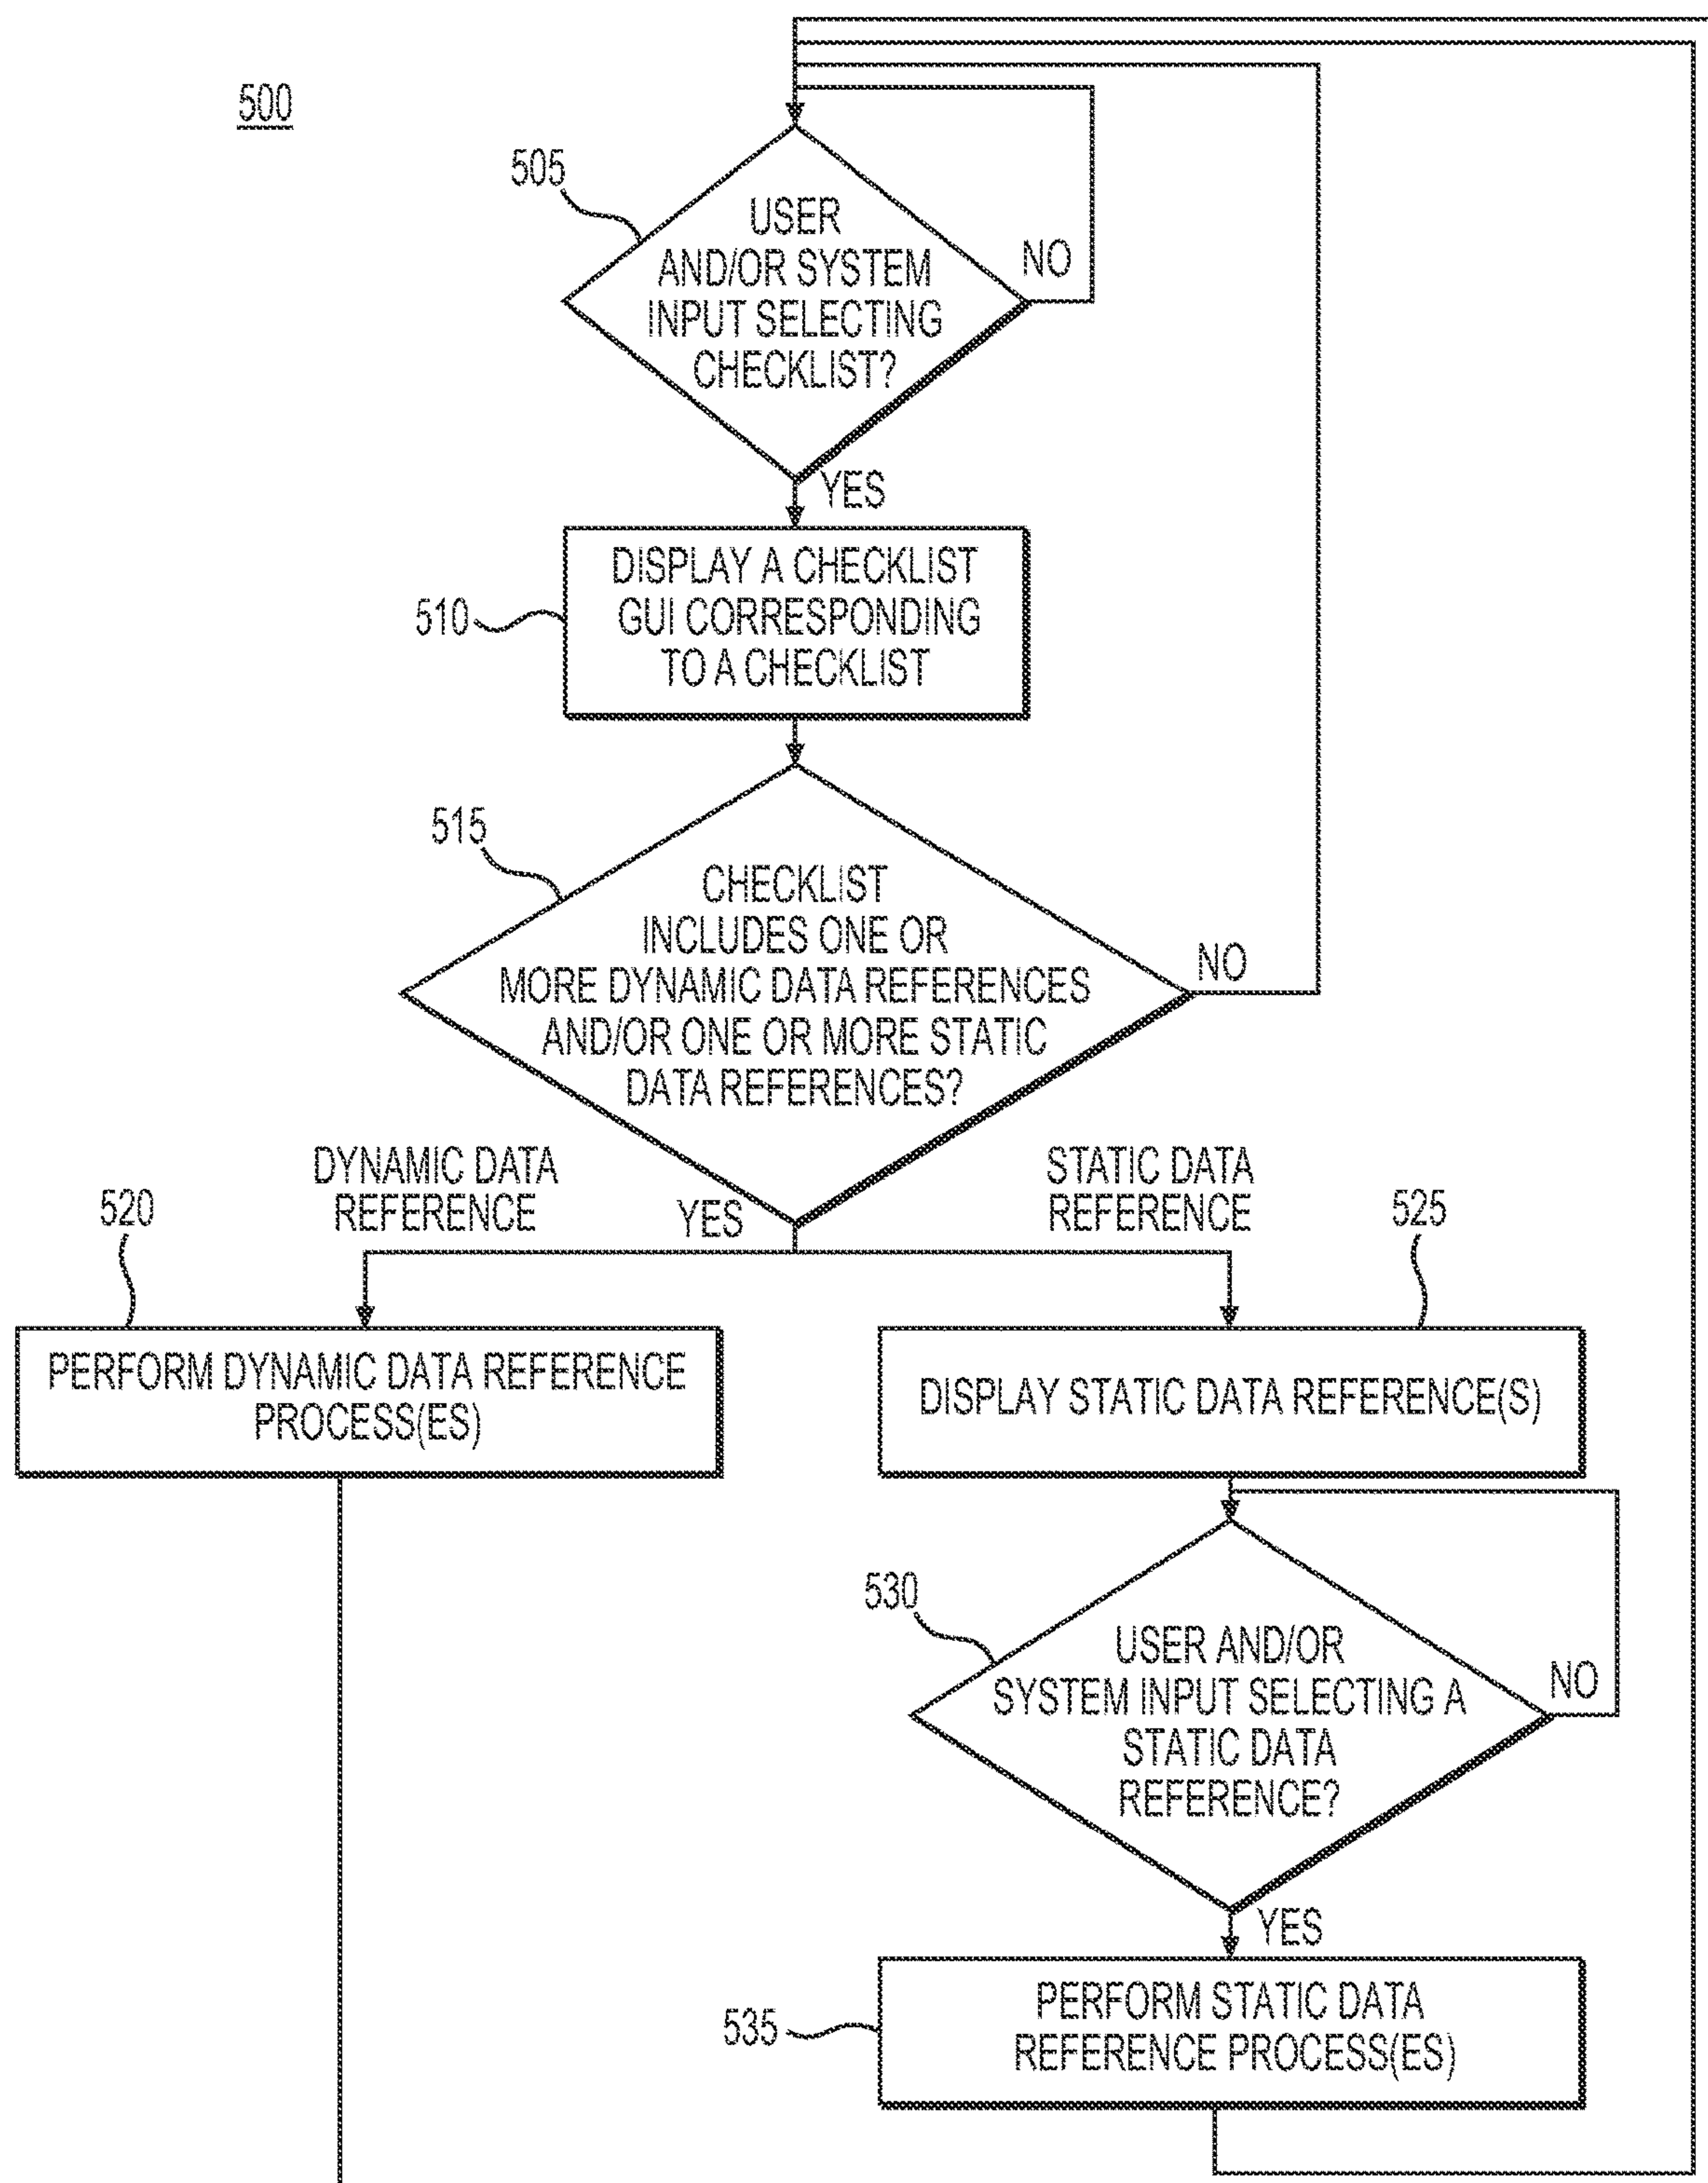 500
505
USER
AND/OR SYSTEM
INPUT SELECTING
CHECKLIST?
NO
YES
510
DISPLAY A CHECKLIST
GUI CORRESPONDING
TO A CHECKLIST
515
CHECKLIST
INCLUDES ONE OR
MORE DYNAMIC DATA REFERENCES
AND/OR ONE OR MORE STATIC
DATA REFERENCES?
NO
DYNAMIC DATA
REFERENCE
YES
STATIC DATA
REFERENCE
520
PERFORM DYNAMIC DATA REFERENCE
PROCESS(ES)
525
DISPLAY STATIC DATA REFERENCE(S)
530
USER AND/OR
SYSTEM INPUT SELECTING A
STATIC DATA
REFERENCE?
NO
YES
535
PERFORM STATIC DATA
REFERENCE PROCESS(ES)